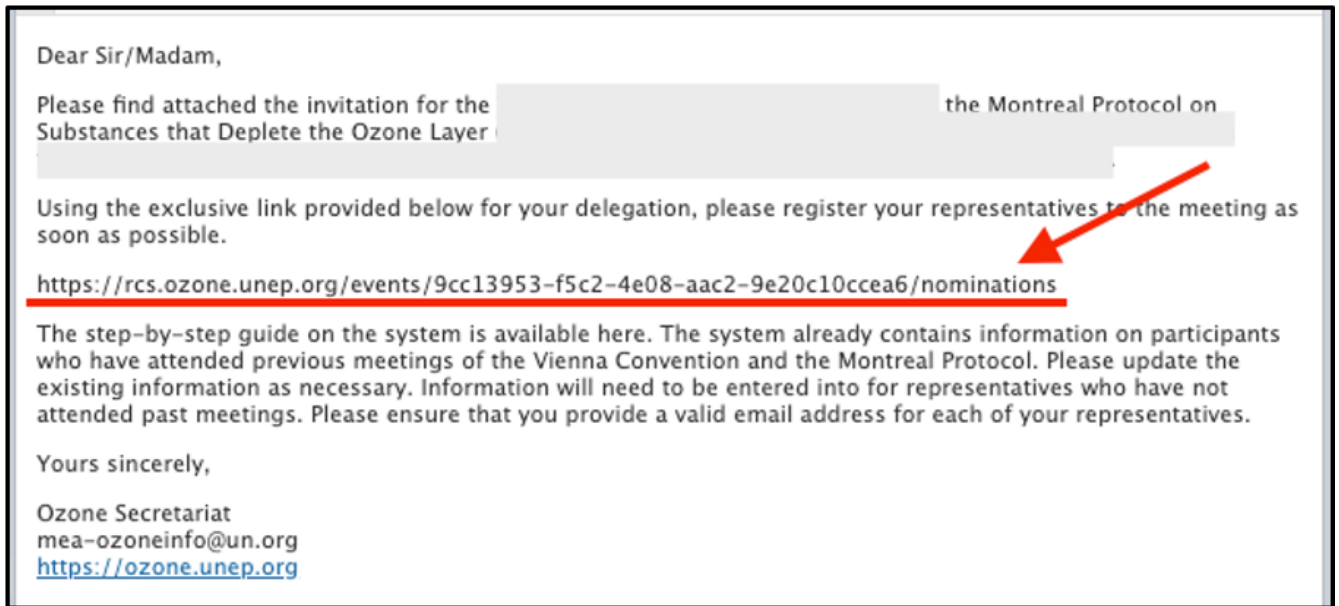 Dear Sir/Madam,
Please find attached the invitation for the the Montreal Protocol on
Substances that Deplete the Ozone Layer
Using the exclusive link provided below for your delegation, please register your representatives to the meeting as
soon as possible.
https://rcs.ozone.unep.org/events/9cc13953-f5c2-4e08-aac2-9e20c10ccea6/nominations
The step-by-step guide on the system is available here. The system already contains information on participants
who have attended previous meetings of the Vienna Convention and the Montreal Protocol. Please update the
existing information as necessary. Information will need to be entered into for representatives who have not
attended past meetings. Please ensure that you provide a valid email address for each of your representatives.
Yours sincerely,
Ozone Secretariat
mea-ozoneinfo@un.org
https://ozone.unep.org